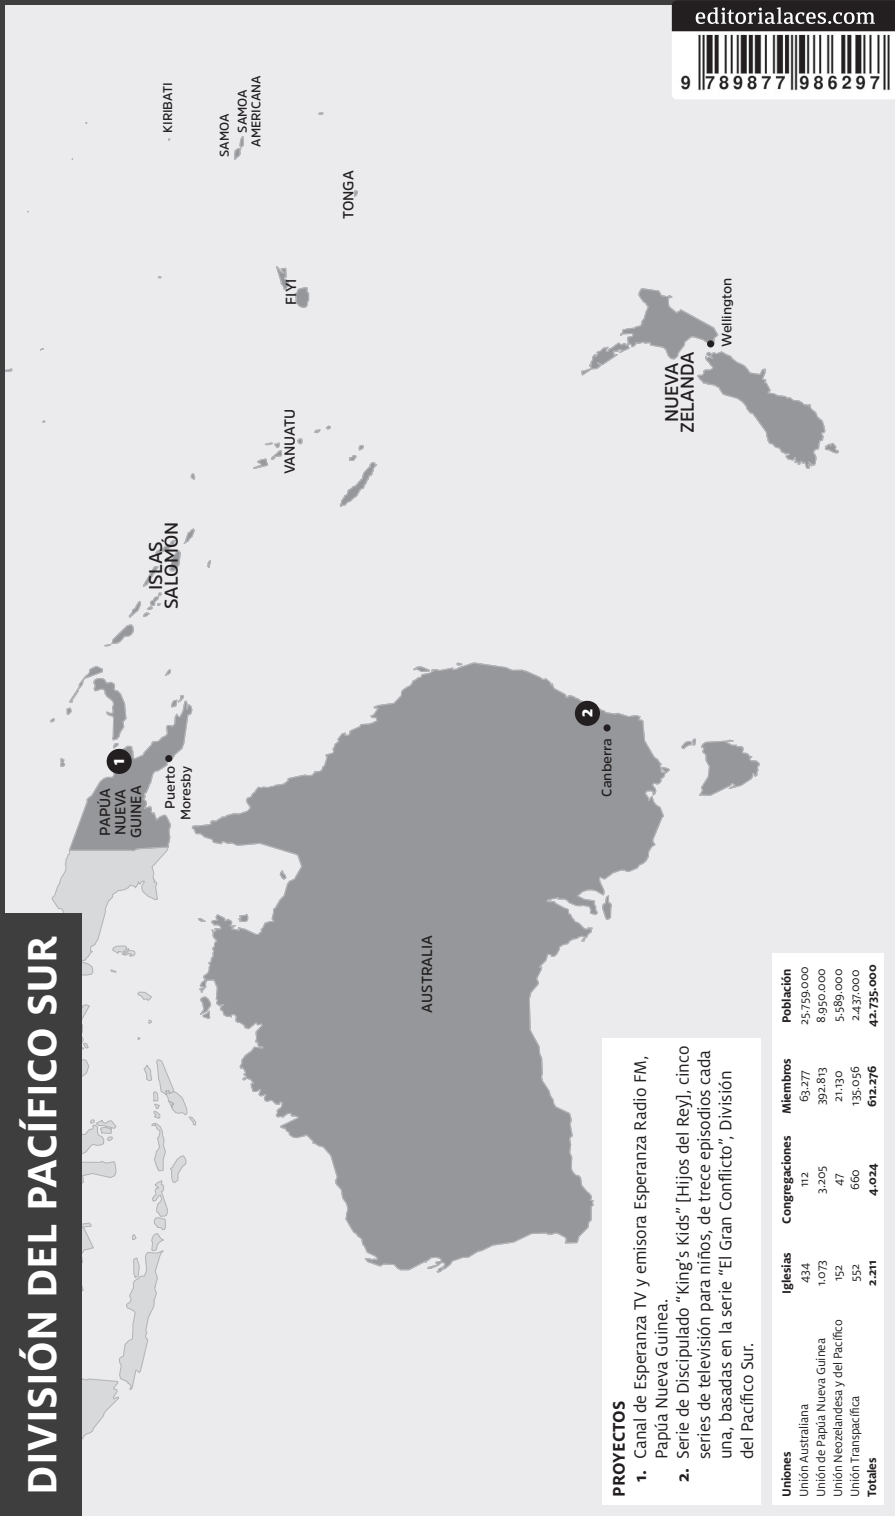 DIVISIÓN DEL PACÍFICO SUR
editorialaces.com
9 789877 986297
KIRIBATI
SAMOA
SAMOA
AMERICANA
TONGA
FIYI
VANUATU
ISLAS
SALOMÓN
NUEVA
ZELANDA
Wellington
1
PAPÚA
NUEVA
GUINEA
Puerto
Moresby
2
Canberra
AUSTRALIA
PROYECTOS
1. Canal de Esperanza TV y emisora Esperanza Radio FM,
Papúa Nueva Guinea.
2. Serie de Discipulado “King’s Kids” [Hijos del Rey], cinco
series de televisión para niños, de trece episodios cada
una, basadas en la serie “El Gran Conflicto”, División
del Pacífico Sur.
Uniones Iglesias Congregaciones Miembros Población
Unión Australiana 434 112 63.277 25.759.000
Unión de Papúa Nueva Guinea 1.073 3.205 392.813 8.950.000
Unión Neozelandesa y del Pacífico 152 47 21.130 5.589.000
Unión Transpacífica 552 660 135.056 2.437.000
Totales 2.211 4.024 612.276 42.735.000